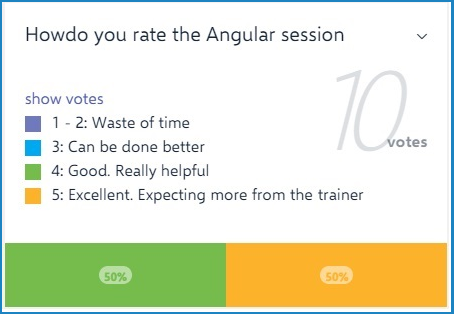 Howdo you rate the Angular session
10
votes
show votes
1 - 2: Waste of time
3: Can be done better
4: Good. Really helpful
5: Excellent. Expecting more from the trainer
50%
50%